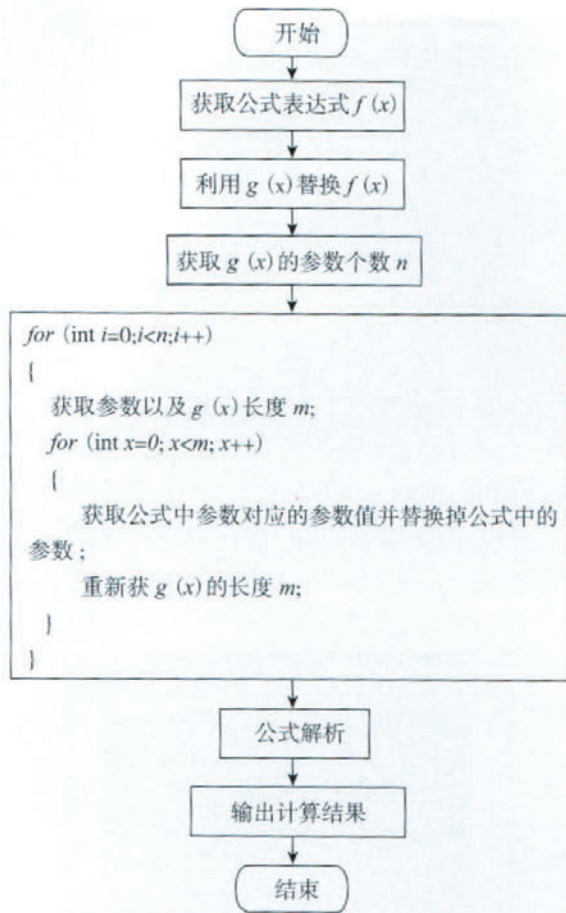 开始
获取公式表达式 f (x)
利用 g (x) 替换 f (x)
获取 g (x) 的参数个数 n
for (int i=0;i<n;i++)
{
获取参数以及 g (x) 长度 m;
for (int x=0; x<m; x++)
{
获取公式中参数对应的参数值并替换掉公式中的
参数;
重新获 g (x) 的长度 m;
}
}
公式解析
输出计算结果
结束